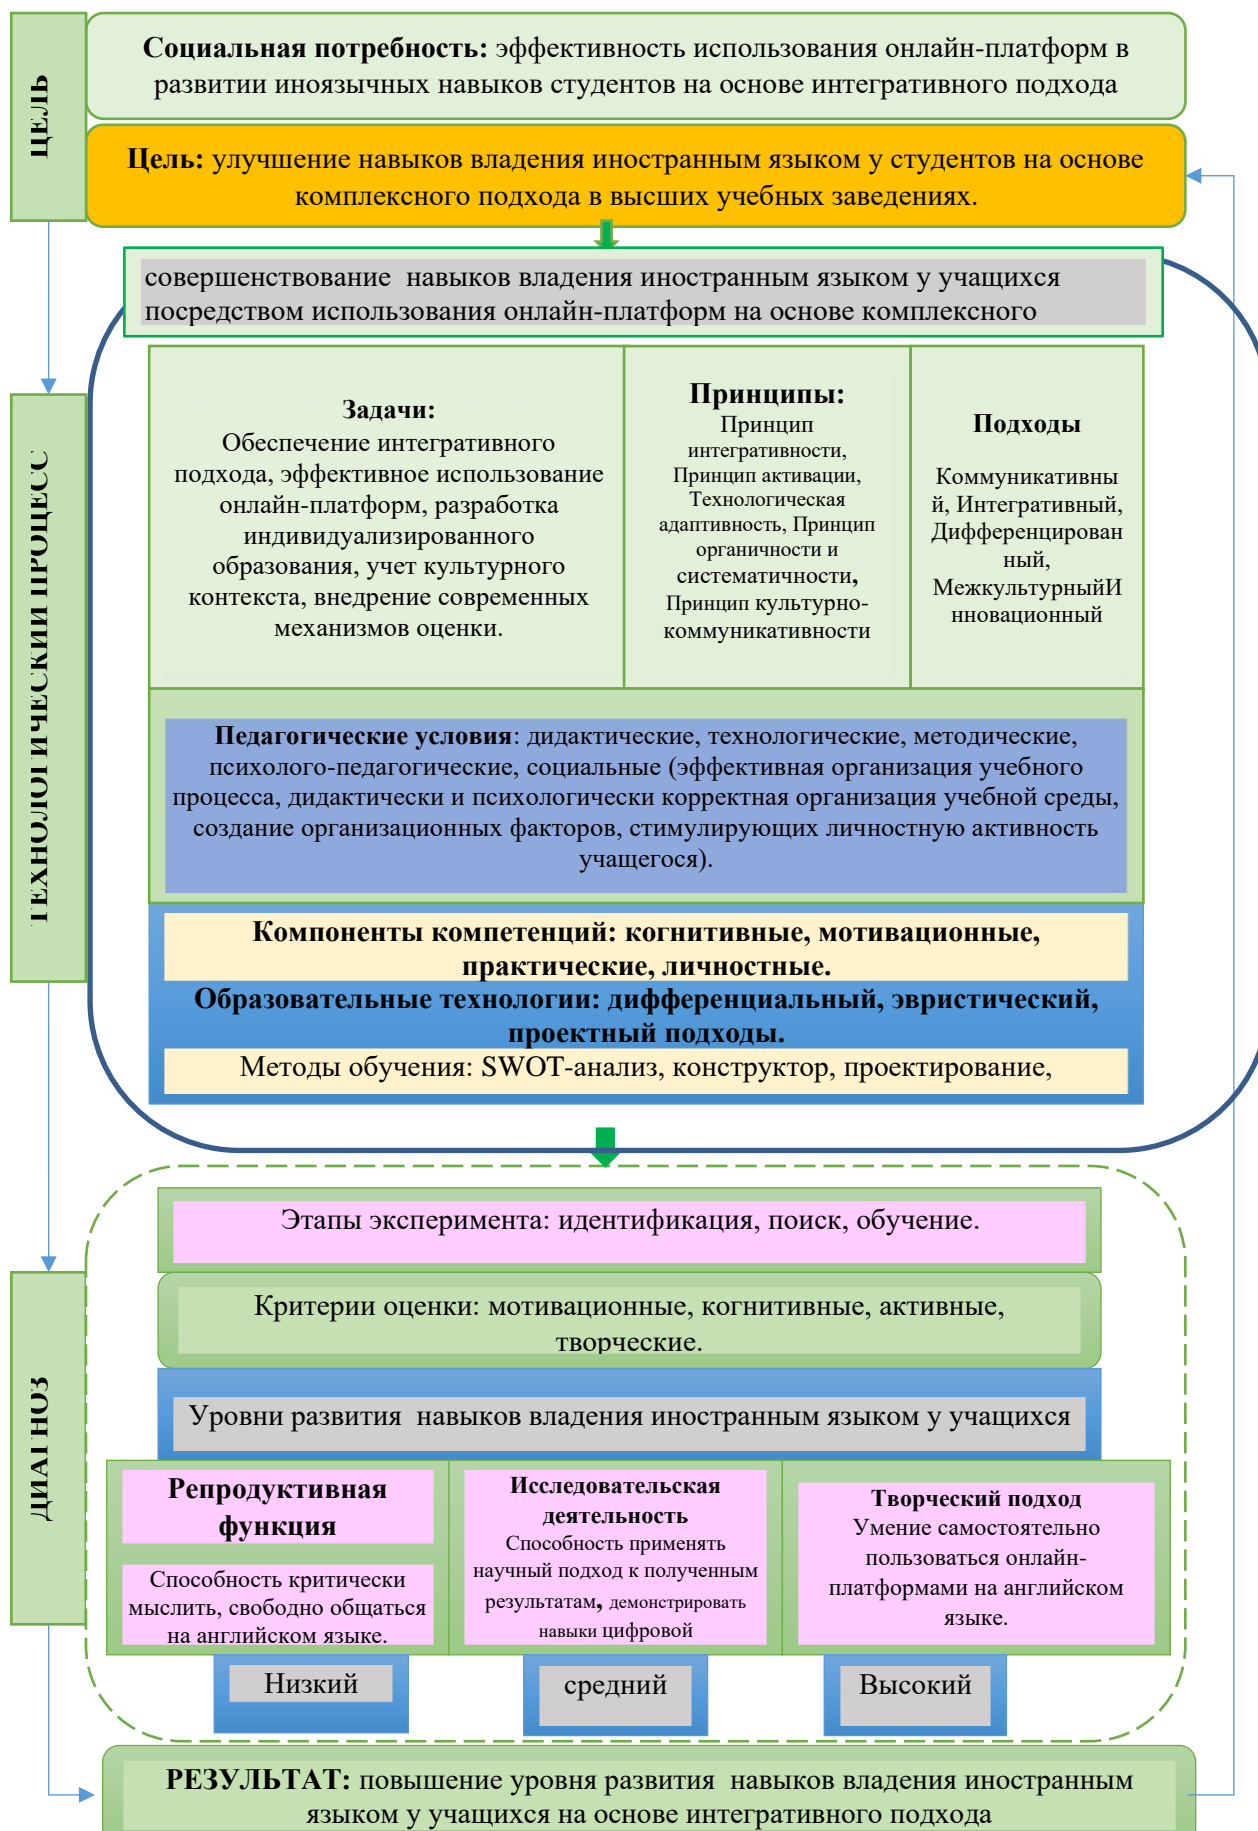 ЦЕЛЬ
Социальная потребность: эффективность использования онлайн-платформ в
развитии иноязычных навыков студентов на основе интегративного подхода
Цель: улучшение навыков владения иностранным языком у студентов на основе
комплексного подхода в высших учебных заведениях.
ТЕХНОЛОГИЧЕСКИЙ ПРОЦЕСС
совершенствование навыков владения иностранным языком у учащихся
посредством использования онлайн-платформ на основе комплексного
Задачи:
Обеспечение интегративного
подхода, эффективное использование
онлайн-платформ, разработка
индивидуализированного
образования, учет культурного
контекста, внедрение современных
механизмов оценки.
Принципы:
Принцип
интегративности,
Принцип активации,
Технологическая
адаптивность, Принцип
органичности и
систематичности,
Принцип культурно-
коммуникативности
Подходы
Коммуникативны
й, Интегративный,
Дифференцирован
ный,
МежкультурныйИ
нновационный
Педагогические условия: дидактические, технологические, методические,
психолого-педагогические, социальные (эффективная организация учебного
процесса, дидактически и психологически корректная организация учебной среды,
создание организационных факторов, стимулирующих личностную активность
учащегося).
Компоненты компетенций: когнитивные, мотивационные,
практические, личностные.
Образовательные технологии: дифференциальный, эвристический,
проектный подходы.
Методы обучения: SWOT-анализ, конструктор, проектирование,
ДИАГНОЗ
Этапы эксперимента: идентификация, поиск, обучение.
Критерии оценки: мотивационные, когнитивные, активные,
творческие.
Уровни развития навыков владения иностранным языком у учащихся
Репродуктивная
функция
Способность критически
мыслить, свободно общаться
на английском языке.
Исследовательская
деятельность
Способность применять
научный подход к полученным
результатам, демонстрировать
навыки цифровой
Творческий подход
Умение самостоятельно
пользоваться онлайн-
платформами на английском
языке.
Низкий
средний
Высокий
РЕЗУЛЬТАТ: повышение уровня развития навыков владения иностранным
языком у учащихся на основе интегративного подхода